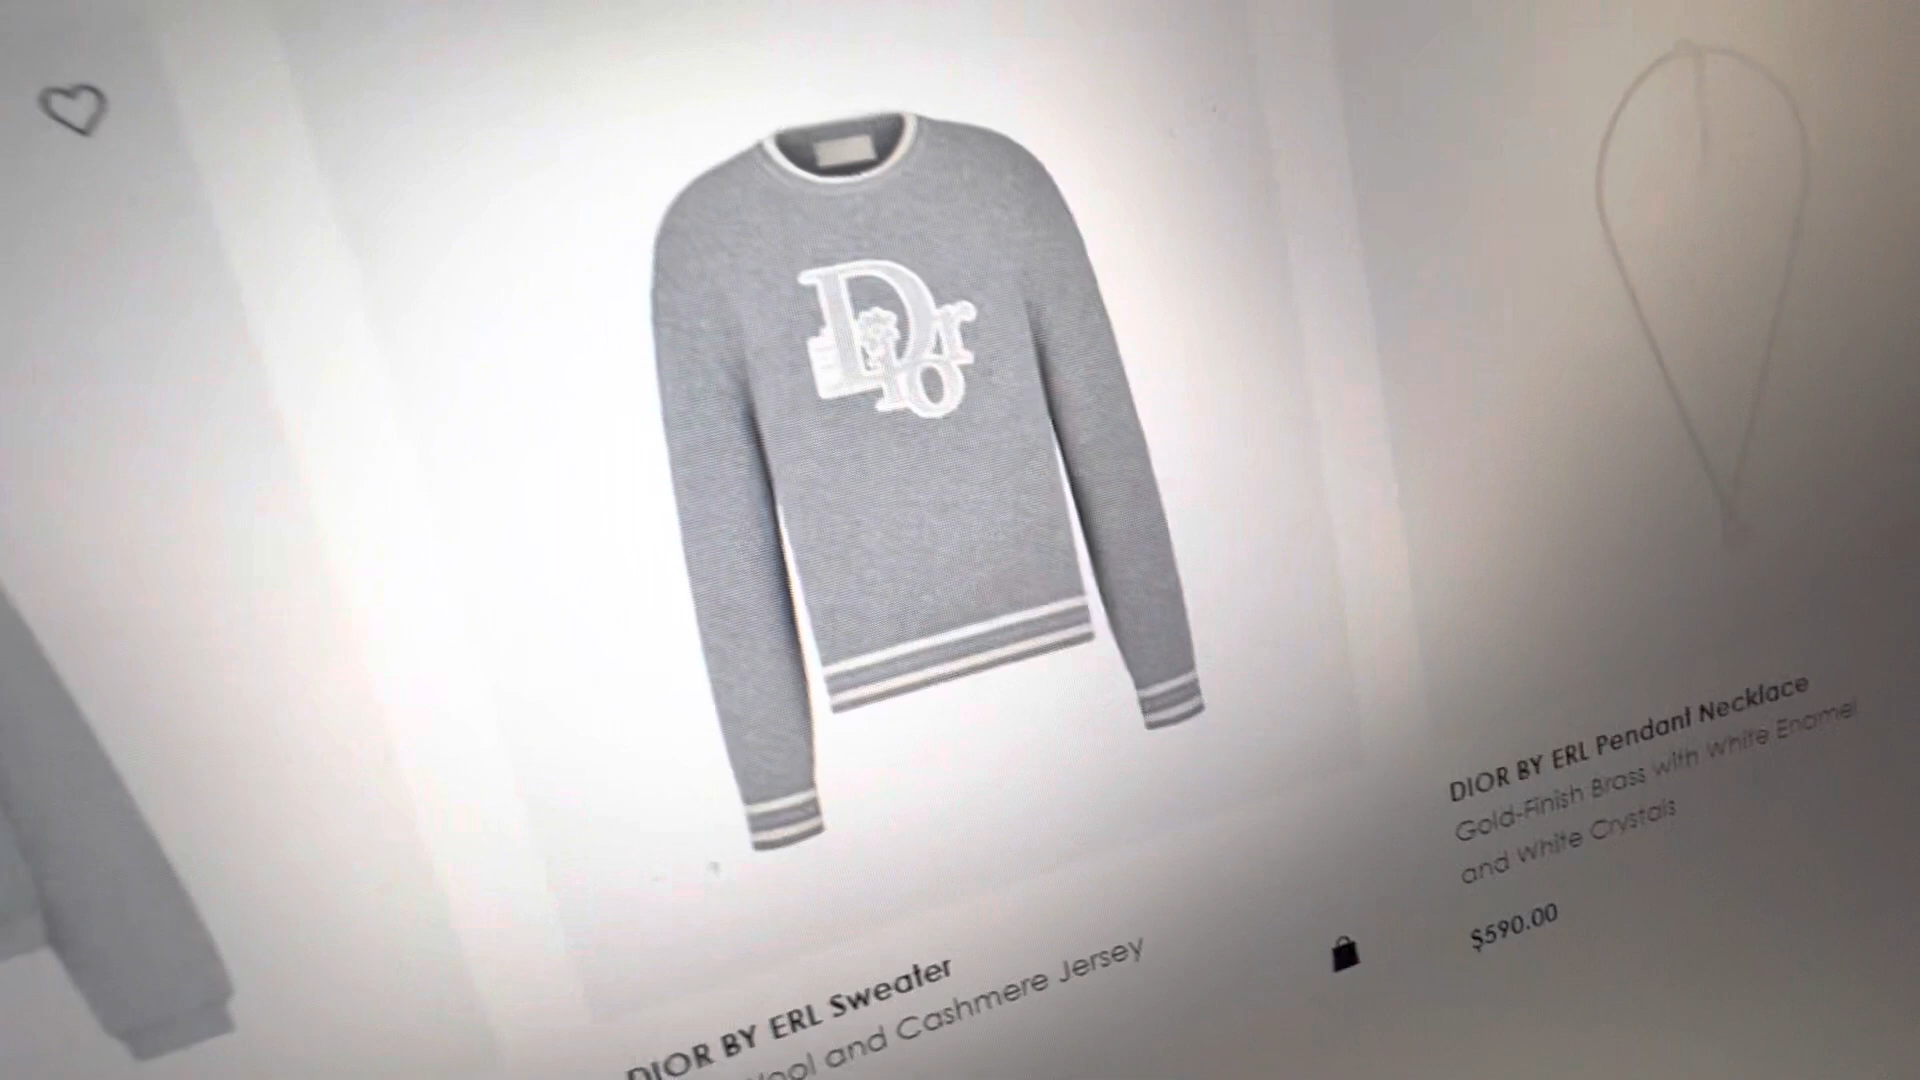 Dior
DIOR BY ERL Sweater
and Cashmere Jersey
DIOR BY ERL Pendant Necklace
Gold-Finish Brass with White Enamel
and White Crystals
$590.00